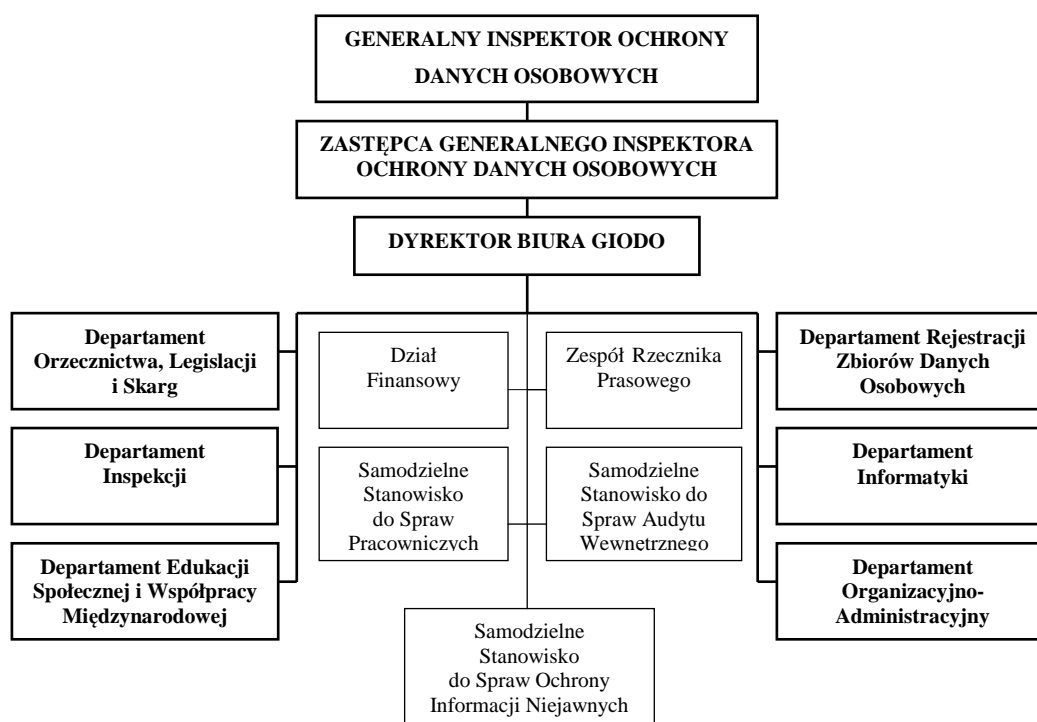 GENERALNY INSPEKTOR OCHRONY
DANYCH OSOBOWYCH
ZASTĘPCA GENERALNEGO INSPEKTORA
OCHRONY DANYCH OSOBOWYCH
DYREKTOR BIURA GIODO
Departament
Orzecznictwa, Legislacji
i Skarg
Dział
Finansowy
Zespół Rzecznika
Prasowego
Departament Rejestracji
Zbiorów Danych
Osobowych
Departament
Inspekcji
Samodzielne
Stanowisko
do Spraw
Pracowniczych
Samodzielne
Stanowisko do
Spraw Audytu
Wewnętrznego
Departament
Informatyki
Departament Edukacji
Społecznej i Współpracy
Międzynarodowej
Samodzielne
Stanowisko
do Spraw Ochrony
Informacji Niejawnych
Departament
Organizacyjno-
Administracyjny